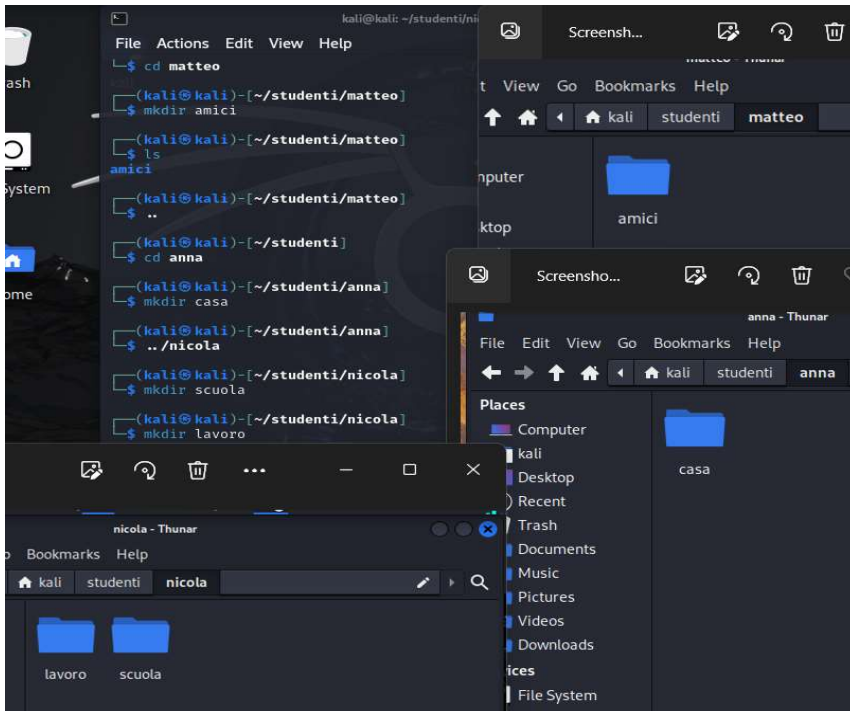 kali@kali: ~/studenti/ni
File Actions Edit View Help
└─$ cd matteo
┌──(kali㉿kali)-[~/studenti/matteo]
└─$ mkdir amici
┌──(kali㉿kali)-[~/studenti/matteo]
└─$ ls
amici
┌──(kali㉿kali)-[~/studenti/matteo]
└─$ ..
┌──(kali㉿kali)-[~/studenti]
└─$ cd anna
┌──(kali㉿kali)-[~/studenti/anna]
└─$ mkdir casa
┌──(kali㉿kali)-[~/studenti/anna]
└─$ ../nicola
┌──(kali㉿kali)-[~/studenti/nicola]
└─$ mkdir scuola
┌──(kali㉿kali)-[~/studenti/nicola]
└─$ mkdir lavoro
ash
System
ome
Screensh...
matteo - Thunar
t View Go Bookmarks Help
kali studenti matteo
mputer
ktop
amici
Screensho...
anna - Thunar
File Edit View Go Bookmarks Help
kali studenti anna
Places
Computer
kali
Desktop
Recent
Trash
Documents
Music
Pictures
Videos
Downloads
ices
File System
casa
nicola - Thunar
o Bookmarks Help
kali studenti nicola
lavoro scuola